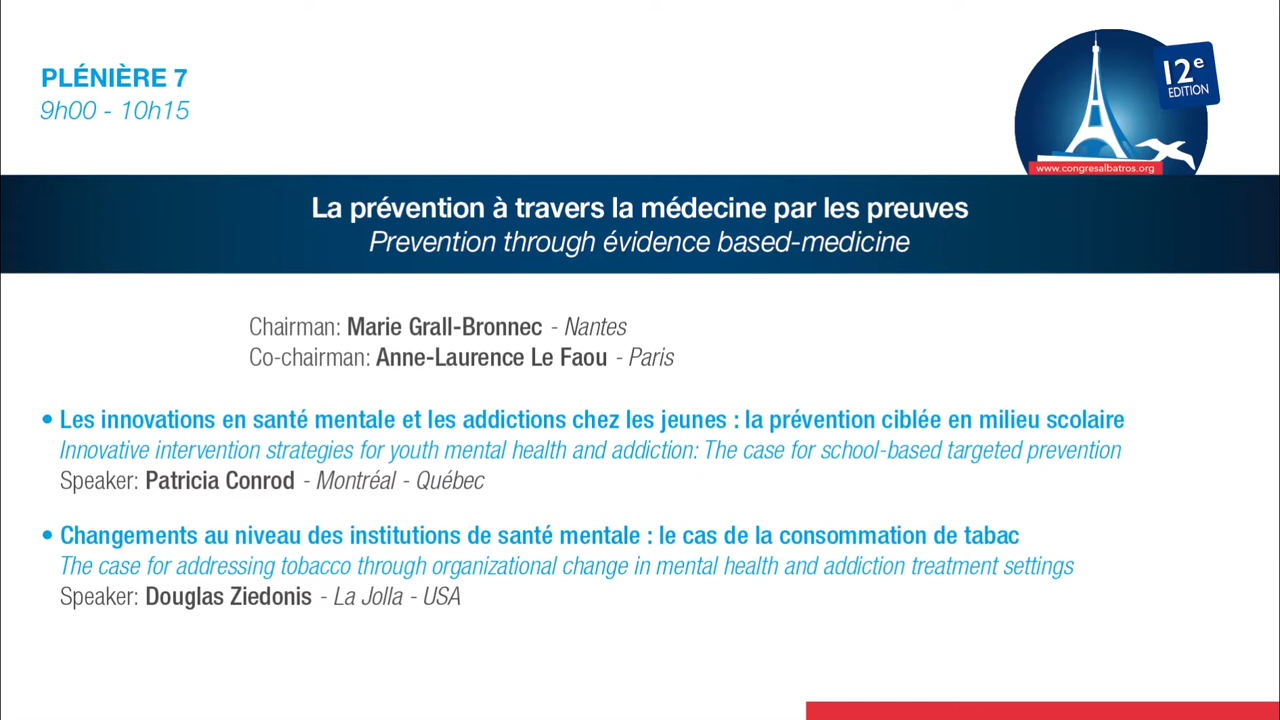 PLÉNIÈRE 7
9h00 - 10h15
12e
EDITION
www.congresalbatros.org
La prévention à travers la médecine par les preuves
Prevention through évidence based-medicine
Chairman: Marie Grall-Bronnec - Nantes
Co-chairman: Anne-Laurence Le Faou - Paris
• Les innovations en santé mentale et les addictions chez les jeunes : la prévention ciblée en milieu scolaire
Innovative intervention strategies for youth mental health and addiction: The case for school-based targeted prevention
Speaker: Patricia Conrod - Montréal - Québec
• Changements au niveau des institutions de santé mentale : le cas de la consommation de tabac
The case for addressing tobacco through organizational change in mental health and addiction treatment settings
Speaker: Douglas Ziedonis - La Jolla - USA